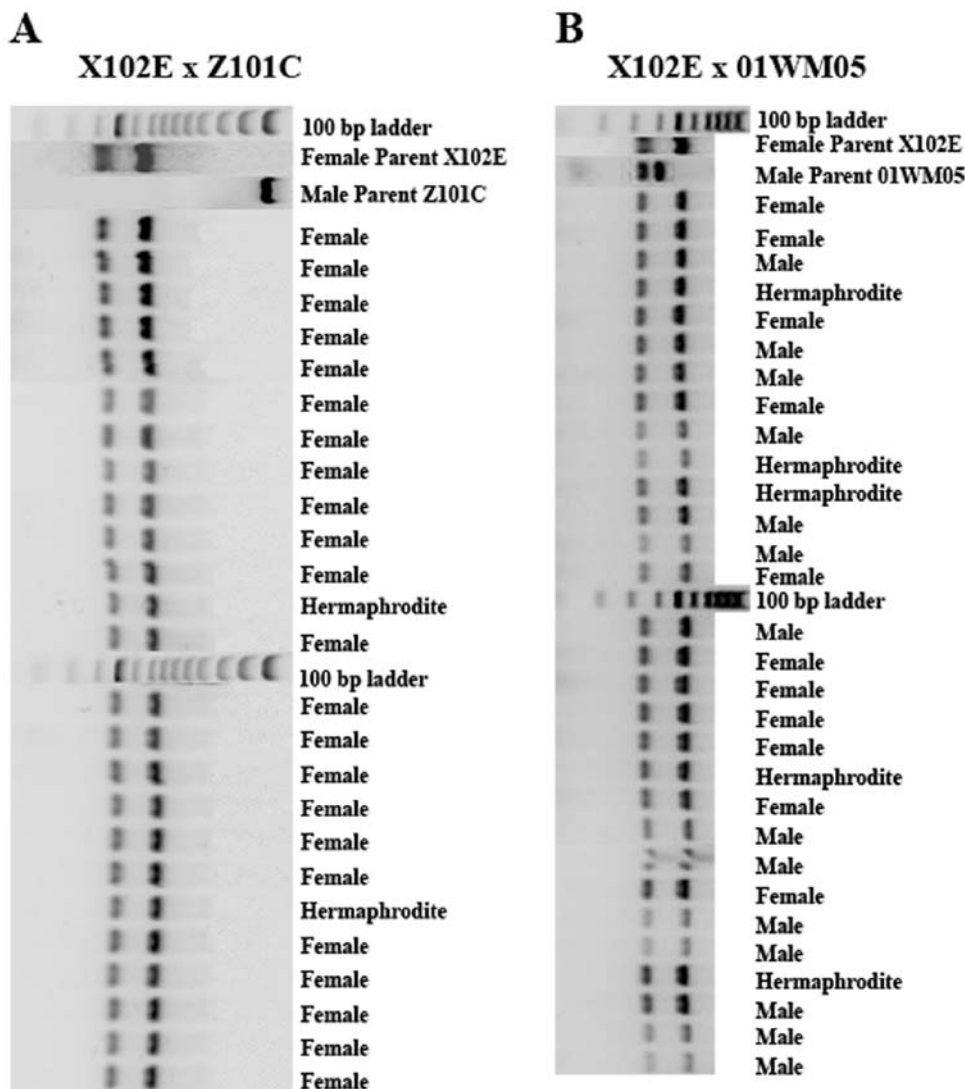 A
X102E x Z101C
100 bp ladder
Female Parent X102E
Male Parent Z101C
Female
Female
Female
Female
Female
Female
Female
Female
Female
Female
Female
Hermaphrodite
Female
100 bp ladder
Female
Female
Female
Female
Female
Female
Hermaphrodite
Female
Female
Female
Female
Female
B
X102E x 01WM05
100 bp ladder
Female Parent X102E
Male Parent 01WM05
Female
Female
Male
Hermaphrodite
Female
Male
Male
Female
Male
Hermaphrodite
Hermaphrodite
Male
Male
Female
100 bp ladder
Male
Female
Female
Female
Female
Hermaphrodite
Female
Male
Male
Female
Male
Male
Hermaphrodite
Male
Male
Male